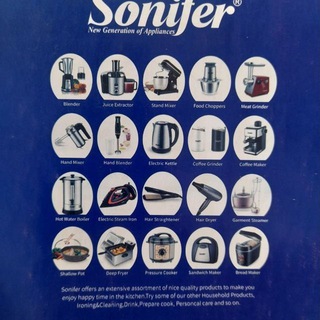 Sonifer®
New Generation of Appliances
Blender Juice Extractor Stand Mixer Food Choppers Meat Grinder
Hand Mixer Hand Blender Electric Kettle Coffee Grinder Coffee Maker
Hot Water Boiler Electric Steam Iron Hair Straightener Hair Dryer Garment Steamer
Shallow Pot Deep Fryer Pressure Cooker Sandwich Maker Bread Maker
Sonifer offers an extensive assortment of nice quality products to make you
enjoy happy time in the kitchen.Try some of our other Household Products,
Ironing&Cleaning,Drink,Prepare cook, Personcal care and so on.